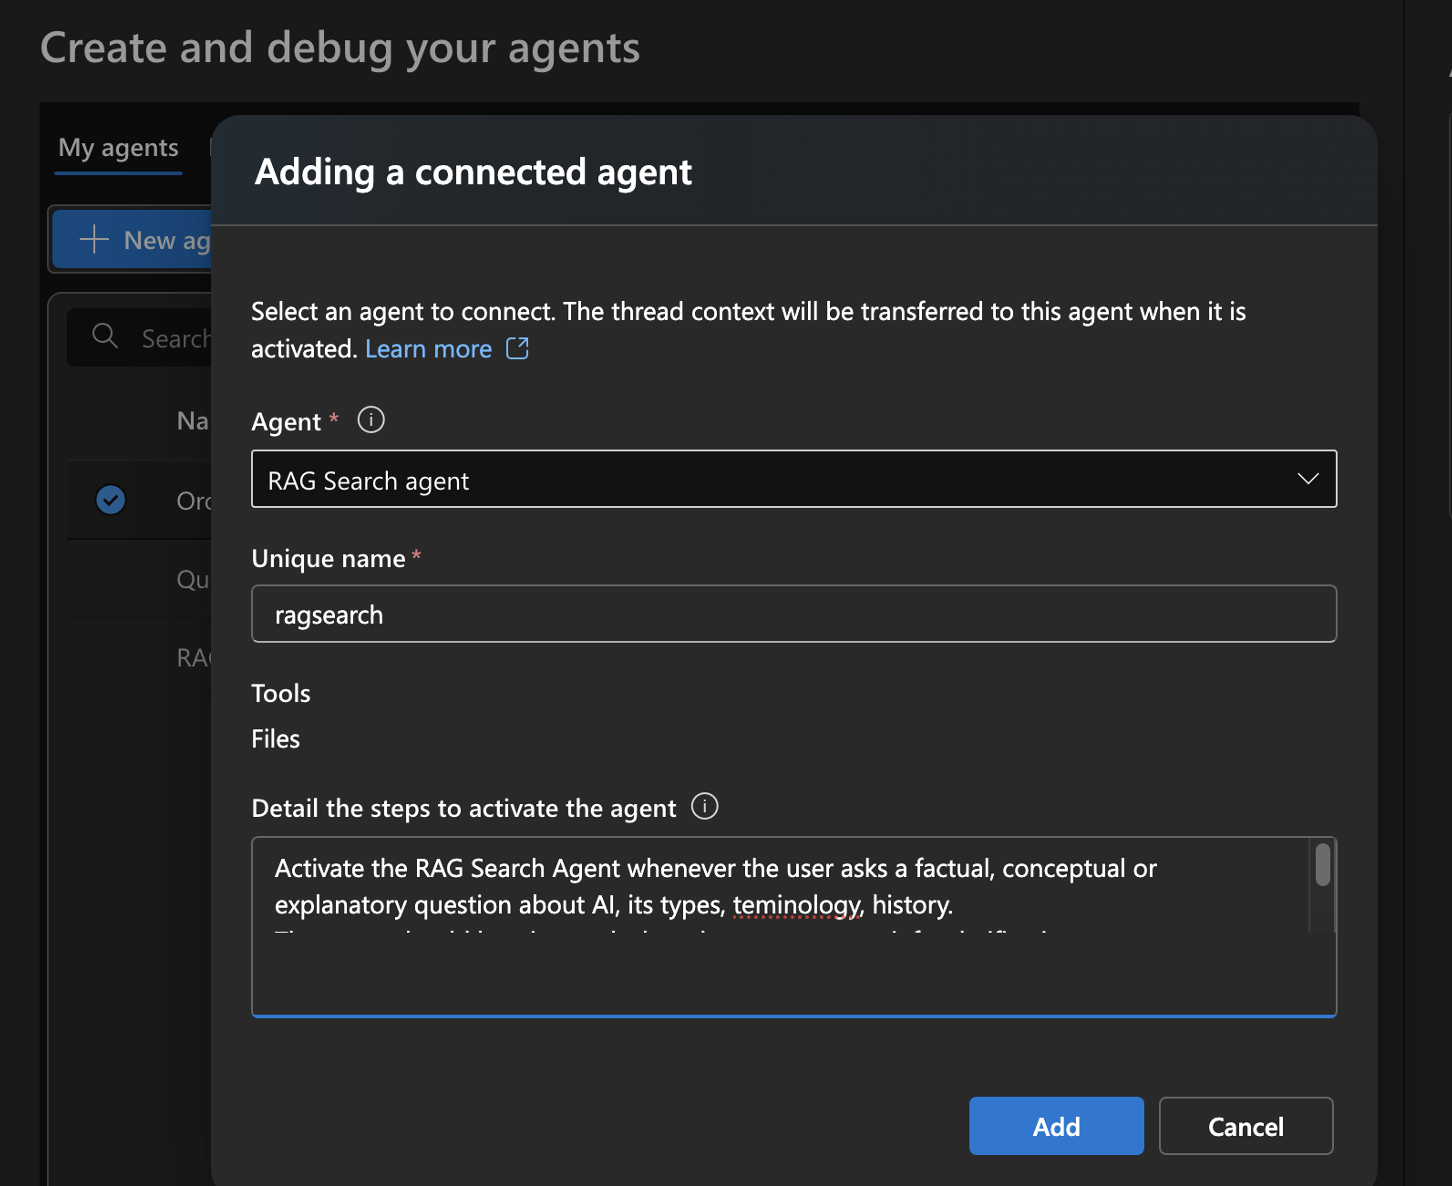 Create and debug your agents
My agents
Adding a connected agent
New ag
Search
Select an agent to connect. The thread context will be transferred to this agent when it is
activated. Learn more
Na
Agent *
RAG Search agent
Ord
Unique name *
Qu
ragsearch
RAG
Tools
Files
Detail the steps to activate the agent
Activate the RAG Search Agent whenever the user asks a factual, conceptual or
explanatory question about AI, its types, teminology, history.
Add
Cancel